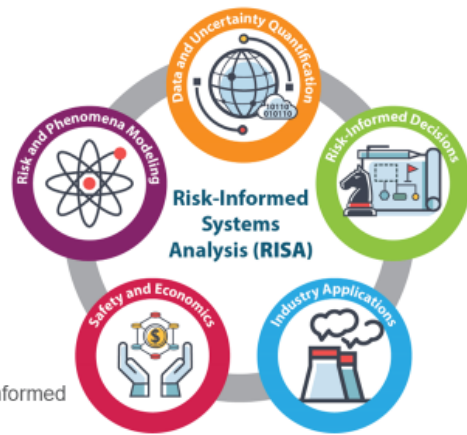 Data and Uncertainty Quantification
10110
010110
Risk and Phenomena Modeling
Risk-Informed Decisions
Risk-Informed
Systems
Analysis (RISA)
Safety and Economics
$
Industry Applications
nformed